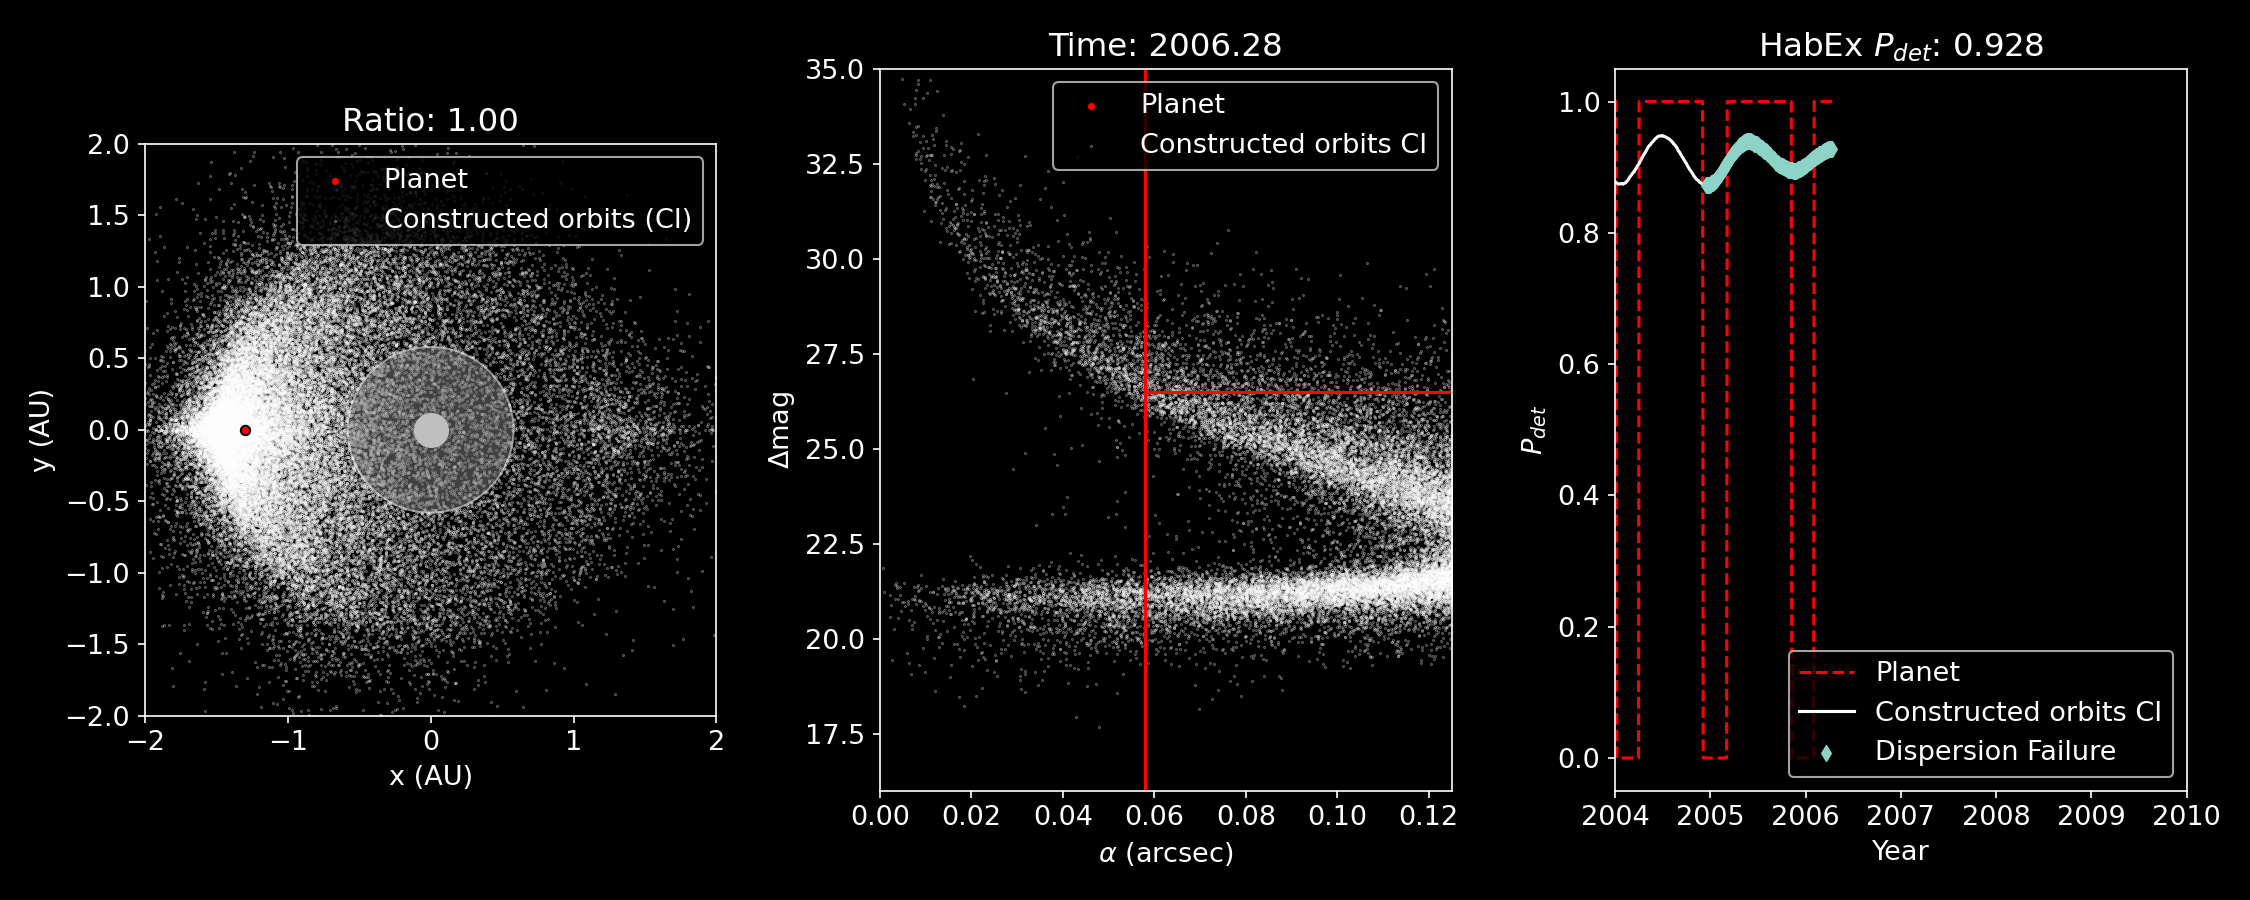 Ratio: 1.00
Planet
Constructed orbits (CI)
2.0
1.5
1.0
0.5
0.0
−0.5
−1.0
−1.5
−2.0
y (AU)
−2
−1
0
1
2
x (AU)
Time: 2006.28
Planet
Constructed orbits CI
35.0
32.5
30.0
27.5
25.0
22.5
20.0
17.5
Δmag
0.00
0.02
0.04
0.06
0.08
0.10
0.12
α (arcsec)
HabEx P_det: 0.928
1.0
0.8
0.6
0.4
0.2
0.0
P_det
Planet
Constructed orbits CI
Dispersion Failure
2004
2005
2006
2007
2008
2009
2010
Year